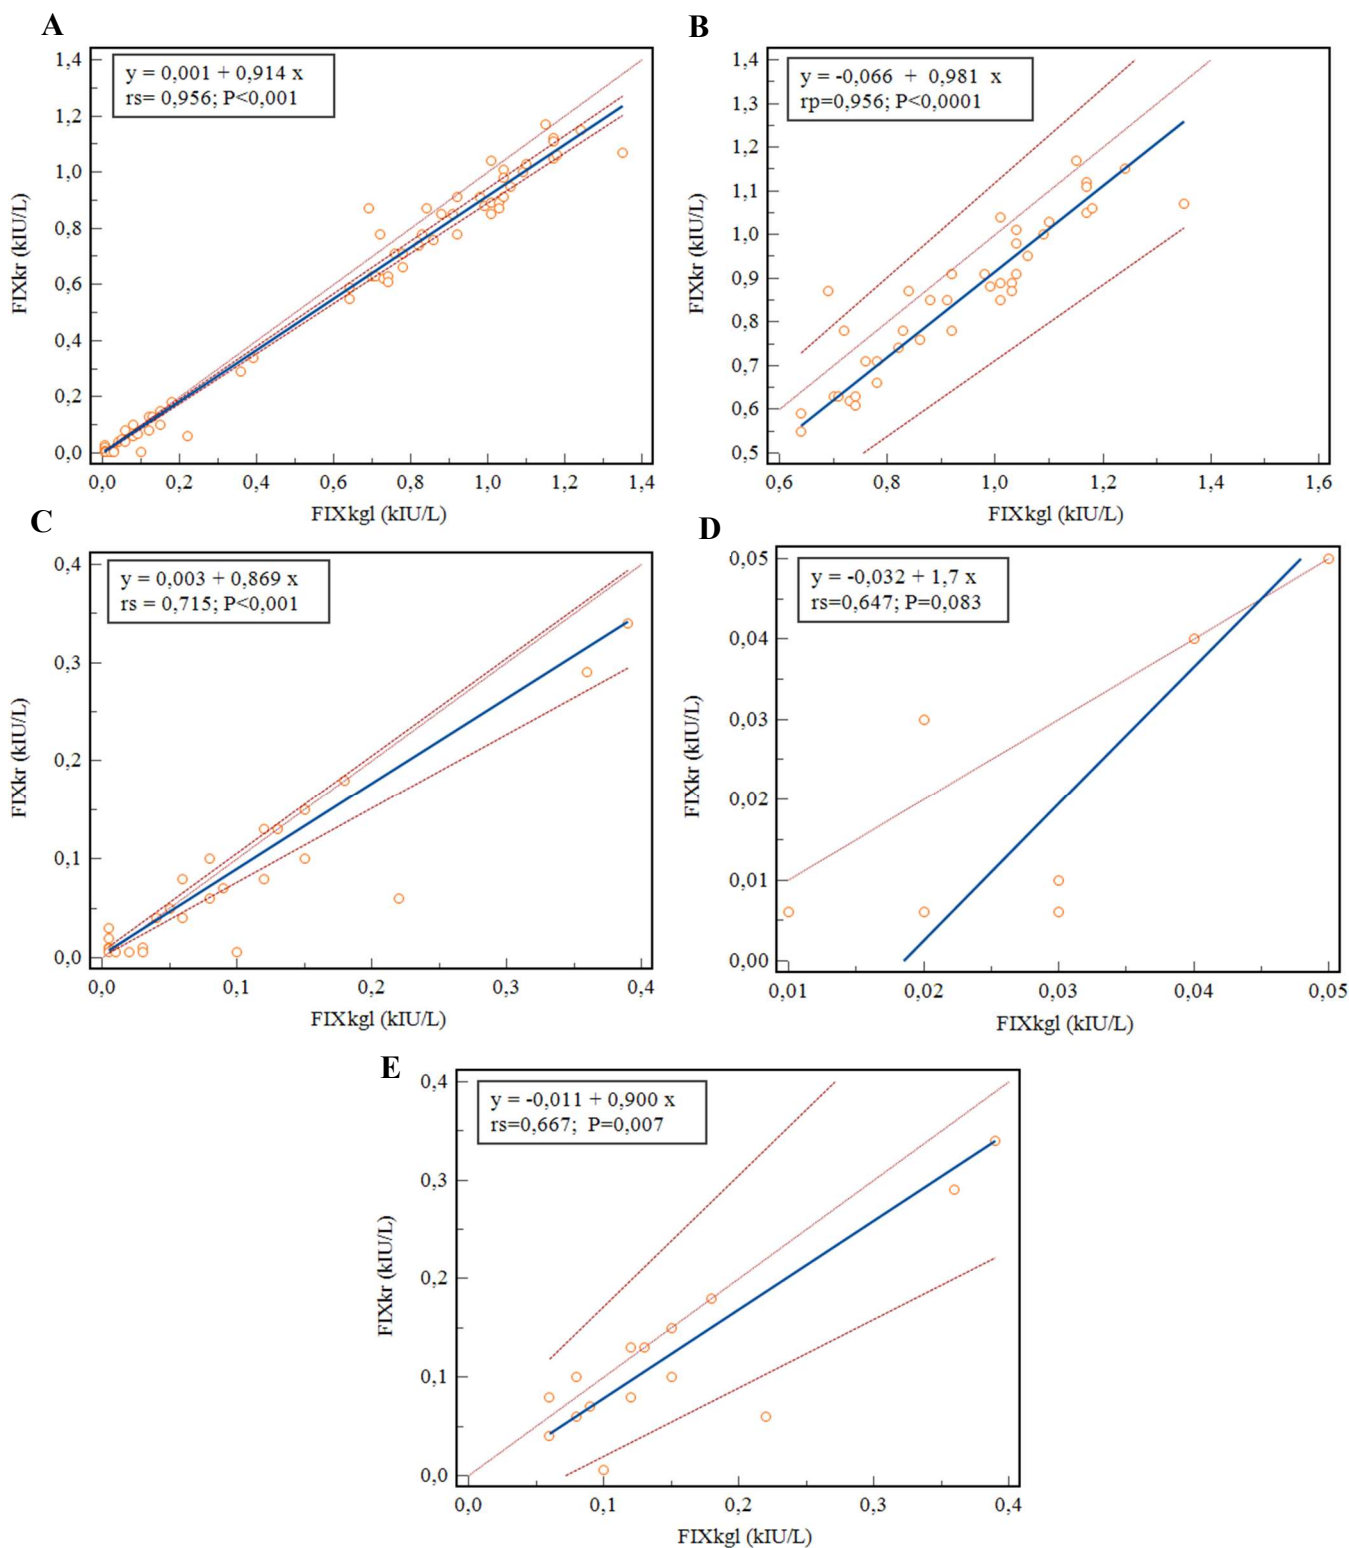 A
y = 0,001 + 0,914 x
rs= 0,956; P<0,001
1,4
1,2
1,0
0,8
0,6
0,4
0,2
0,0
FIXkr (kIU/L)
0,0 0,2 0,4 0,6 0,8 1,0 1,2 1,4
FIXkgl (kIU/L)
B
y = -0,066 + 0,981 x
rp=0,956; P<0,0001
1,4
1,3
1,2
1,1
1,0
0,9
0,8
0,7
0,6
0,5
FIXkr (kIU/L)
0,6 0,8 1,0 1,2 1,4 1,6
FIXkgl (kIU/L)
C
y = 0,003 + 0,869 x
rs = 0,715; P<0,001
0,4
0,3
0,2
0,1
0,0
FIXkr (kIU/L)
0,0 0,1 0,2 0,3 0,4
FIXkgl (kIU/L)
D
y = -0,032 + 1,7 x
rs=0,647; P=0,083
0,05
0,04
0,03
0,02
0,01
0,00
FIXkr (kIU/L)
0,01 0,02 0,03 0,04 0,05
FIXkgl (kIU/L)
E
y = -0,011 + 0,900 x
rs=0,667; P=0,007
0,4
0,3
0,2
0,1
0,0
FIXkr (kIU/L)
0,0 0,1 0,2 0,3 0,4
FIXkgl (kIU/L)